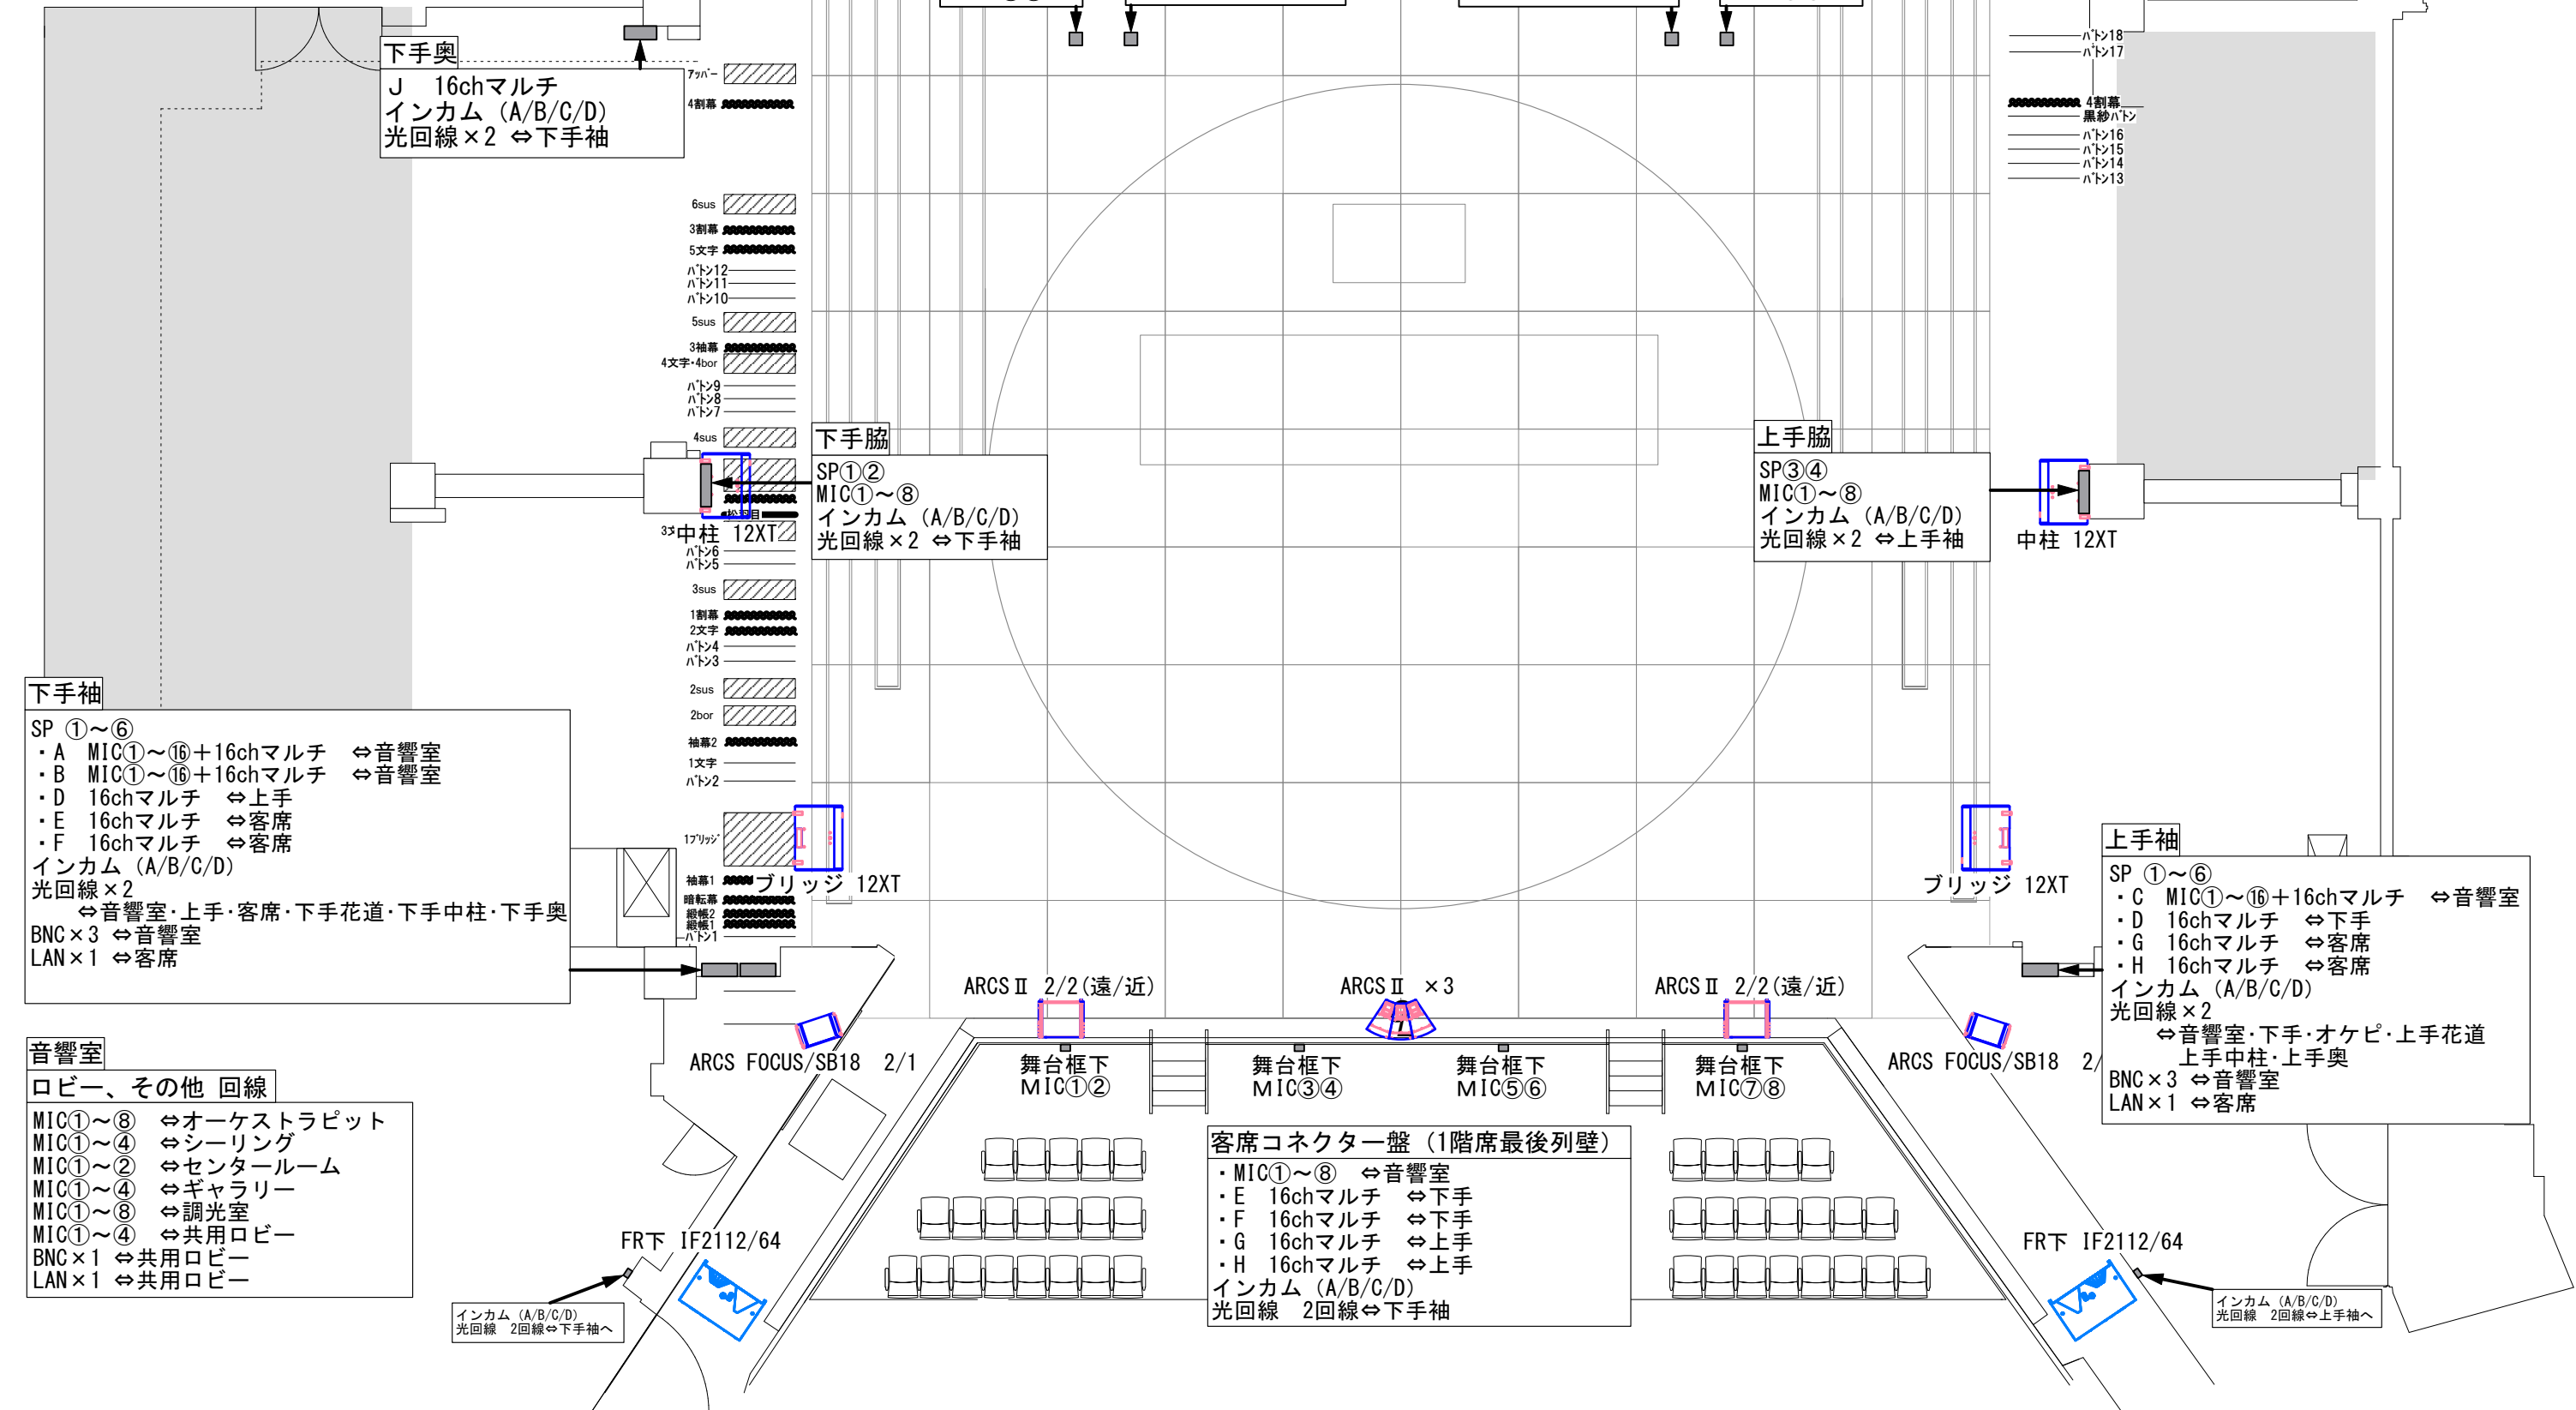 下手奥
J　16chマルチ
インカム（A/B/C/D）
光回線×2 ⇔下手袖
アッパー
4割幕
6sus
3割幕
5文字
バトン12
バトン11
バトン10
5sus
3袖幕
4文字・4bor
バトン9
バトン8
バトン7
4sus
中柱 12XT
バトン6
バトン5
3sus
1割幕
2文字
バトン4
バトン3
2sus
2bor
袖幕2
1文字
バトン2
1ブリッジ
袖幕1
暗転幕
緞帳2
緞帳1
バトン1
ブリッジ 12XT
バトン18
バトン17
4割幕
黒紗バトン
バトン16
バトン15
バトン14
バトン13
下手脇
SP①②
MIC①～⑧
インカム（A/B/C/D）
光回線×2 ⇔下手袖
上手脇
SP③④
MIC①～⑧
インカム（A/B/C/D）
光回線×2 ⇔上手袖
中柱 12XT
ブリッジ 12XT
下手袖
SP ①～⑥
・A　MIC①～⑯＋16chマルチ　⇔音響室
・B　MIC①～⑯＋16chマルチ　⇔音響室
・D　16chマルチ　⇔上手
・E　16chマルチ　⇔客席
・F　16chマルチ　⇔客席
インカム（A/B/C/D）
光回線×2
⇔音響室・上手・客席・下手花道・下手中柱・下手奥
BNC×3 ⇔音響室
LAN×1 ⇔客席
上手袖
SP ①～⑥
・C　MIC①～⑯＋16chマルチ　⇔音響室
・D　16chマルチ　⇔下手
・G　16chマルチ　⇔客席
・H　16chマルチ　⇔客席
インカム（A/B/C/D）
光回線×2
⇔音響室・下手・オケピ・上手花道
上手中柱・上手奥
BNC×3 ⇔音響室
LAN×1 ⇔客席
ARCSⅡ 2/2(遠/近)
ARCSⅡ ×3
ARCSⅡ 2/2(遠/近)
ARCS FOCUS/SB18　2/1
ARCS FOCUS/SB18　2/
舞台框下
MIC①②
舞台框下
MIC③④
舞台框下
MIC⑤⑥
舞台框下
MIC⑦⑧
音響室
ロビー、その他 回線
MIC①～⑧　⇔オーケストラピット
MIC①～④　⇔シーリング
MIC①～②　⇔センタールーム
MIC①～④　⇔ギャラリー
MIC①～⑧　⇔調光室
MIC①～④　⇔共用ロビー
BNC×1 ⇔共用ロビー
LAN×1 ⇔共用ロビー
客席コネクター盤（1階席最後列壁）
・MIC①～⑧　⇔音響室
・E　16chマルチ　⇔下手
・F　16chマルチ　⇔下手
・G　16chマルチ　⇔上手
・H　16chマルチ　⇔上手
インカム（A/B/C/D）
光回線　2回線⇔下手袖
FR下 IF2112/64
インカム（A/B/C/D）
光回線　2回線⇔下手袖へ
FR下 IF2112/64
インカム（A/B/C/D）
光回線　2回線⇔上手袖へ